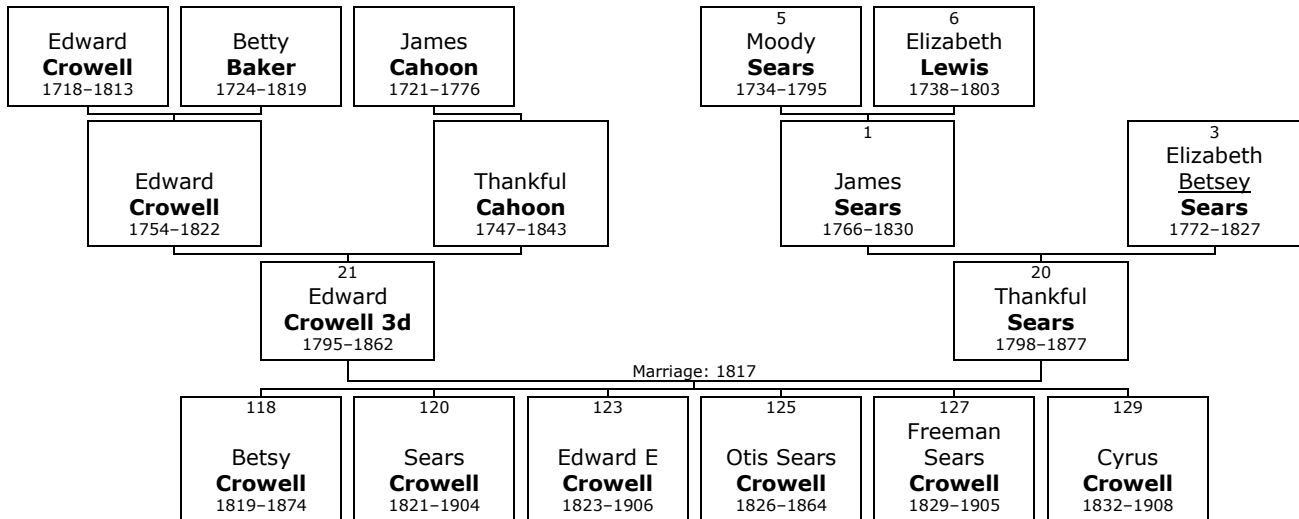 Edward
Crowell
1718–1813
Betty
Baker
1724–1819
James
Cahoon
1721–1776
5
Moody
Sears
1734–1795
6
Elizabeth
Lewis
1738–1803
Edward
Crowell
1754–1822
Thankful
Cahoon
1747–1843
1
James
Sears
1766–1830
3
Elizabeth
Betsey
Sears
1772–1827
21
Edward
Crowell 3d
1795–1862
20
Thankful
Sears
1798–1877
Marriage: 1817
118
Betsy
Crowell
1819–1874
120
Sears
Crowell
1821–1904
123
Edward E
Crowell
1823–1906
125
Otis Sears
Crowell
1826–1864
127
Freeman
Sears
Crowell
1829–1905
129
Cyrus
Crowell
1832–1908